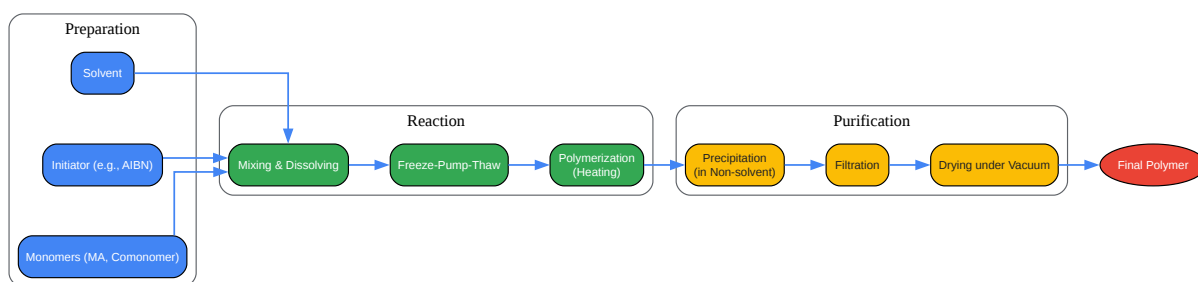 Preparation
Solvent
Initiator (e.g., AIBN)
Monomers (MA, Comonomer)
Reaction
Mixing & Dissolving
Freeze-Pump-Thaw
Polymerization
(Heating)
Purification
Precipitation
(in Non-solvent)
Filtration
Drying under Vacuum
Final Polymer